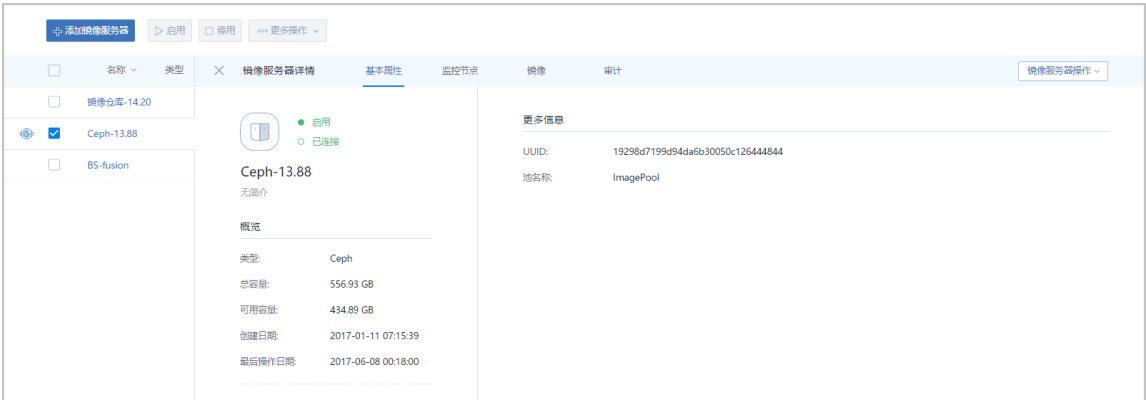 添加镜像服务器 启用 停用 更多操作
名称 类型 镜像服务器详情 基本属性 监控节点 镜像 审计 镜像服务器操作
镜像仓库-14.20
Ceph-13.88
BS-fusion
启用
已连接
Ceph-13.88
无简介
概览
类型: Ceph
总容量: 556.93 GB
可用容量: 434.89 GB
创建日期: 2017-01-11 07:15:39
最后操作日期: 2017-06-08 00:18:00
更多信息
UUID: 19298d7199d94da6b30050c126444844
池名称: ImagePool